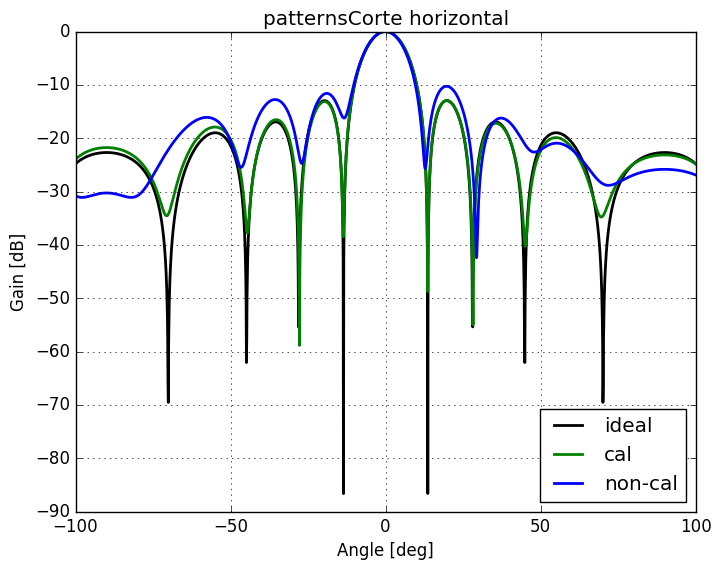 patternsCorte horizontal
0
−10
−20
−30
−40
−50
−60
−70
−80
−90
Gain [dB]
−100
−50
0
50
100
Angle [deg]
ideal
cal
non-cal